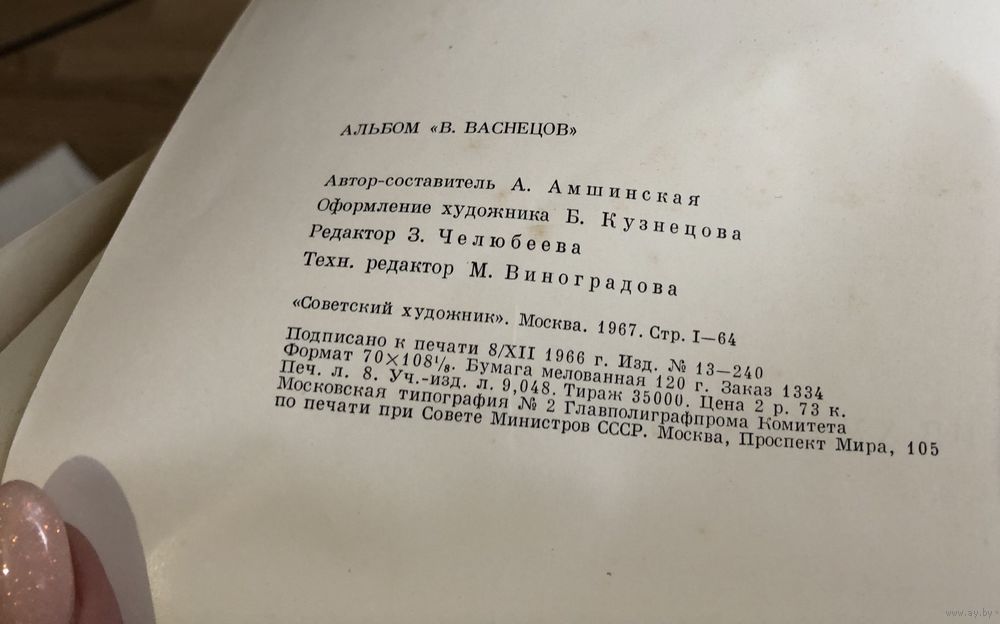 АЛЬБОМ «В. ВАСНЕЦОВ»
Автор-составитель А. Амшинская
Оформление художника Б. Кузнецова
Редактор З. Челюбеева
Техн. редактор М. Виноградова
«Советский художник». Москва. 1967. Стр. I—64
Подписано к печати 8/XII 1966 г. Изд. № 13—240
Формат 70×108⅛. Бумага мелованная 120 г. Заказ 1334
Печ. л. 8. Уч.-изд. л. 9,048. Тираж 35000. Цена 2 р. 73 к.
Московская типография № 2 Главполиграфпрома Комитета
по печати при Совете Министров СССР. Москва, Проспект Мира, 105
www.ay.by